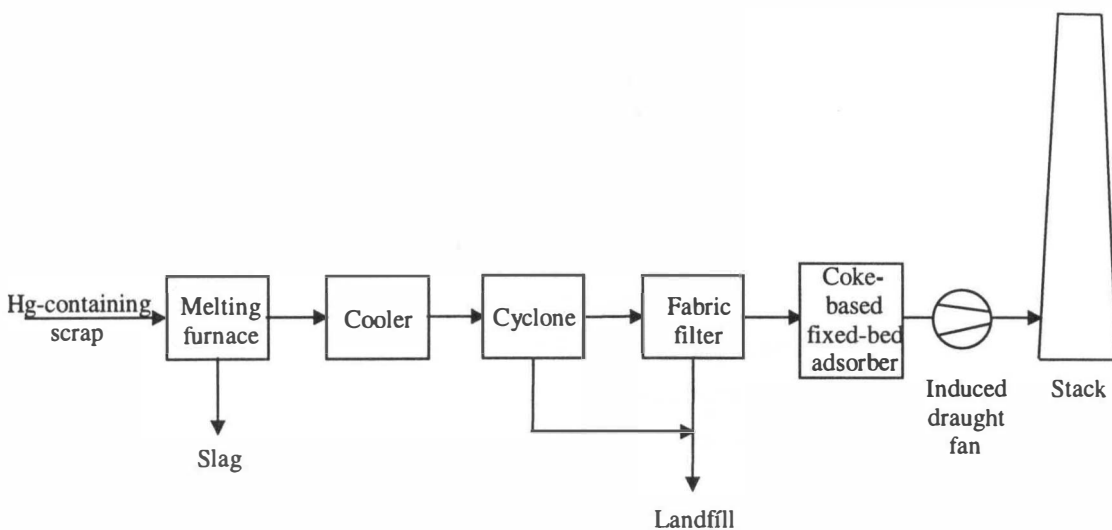 Hg-containing
scrap
Melting
furnace
Slag
Cooler
Cyclone
Fabric
filter
Landfill
Coke-
based
fixed-bed
adsorber
Induced
draught
fan
Stack